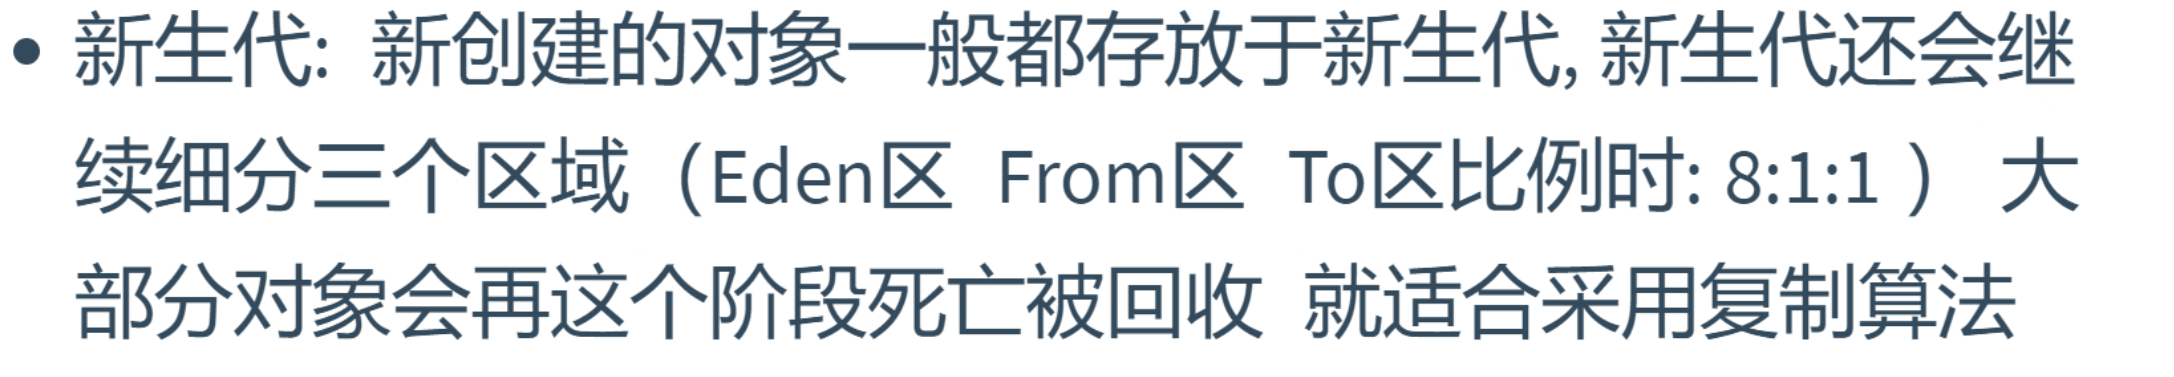 • 新生代: 新创建的对象一般都存放于新生代, 新生代还会继
续细分三个区域（Eden区 From区 To区比例时: 8:1:1 ） 大
部分对象会再这个阶段死亡被回收 就适合采用复制算法